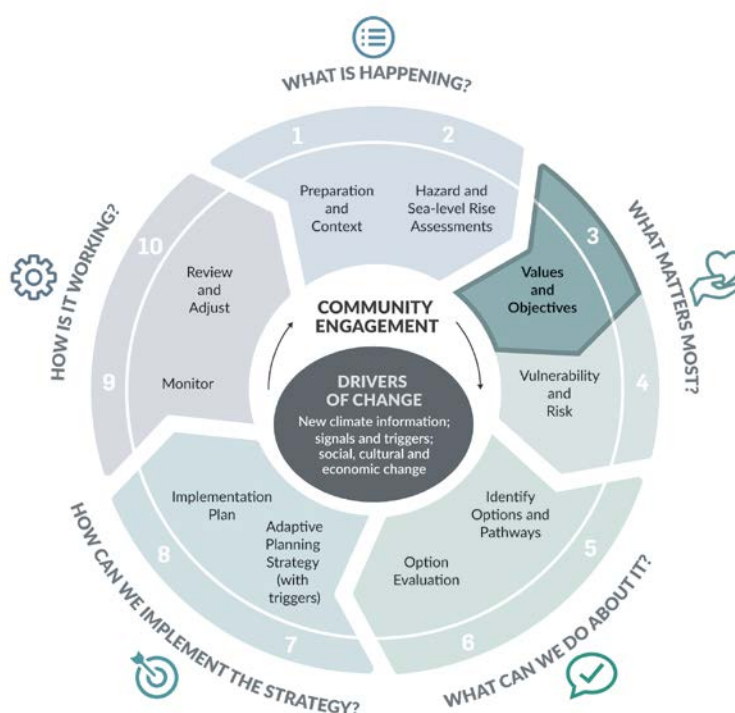 WHAT IS HAPPENING?
1
2
Preparation
and
Context
Hazard and
Sea-level Rise
Assessments
WHAT MATTERS MOST?
3
Values
and
Objectives
4
Vulnerability
and
Risk
WHAT CAN WE DO ABOUT IT?
5
Identify
Options and
Pathways
6
Option
Evaluation
HOW CAN WE IMPLEMENT THE STRATEGY?
7
Adaptive
Planning
Strategy
(with
triggers)
8
Implementation
Plan
HOW IS IT WORKING?
9
Monitor
10
Review
and
Adjust
COMMUNITY
ENGAGEMENT
DRIVERS
OF CHANGE
New climate information;
signals and triggers;
social, cultural and
economic change